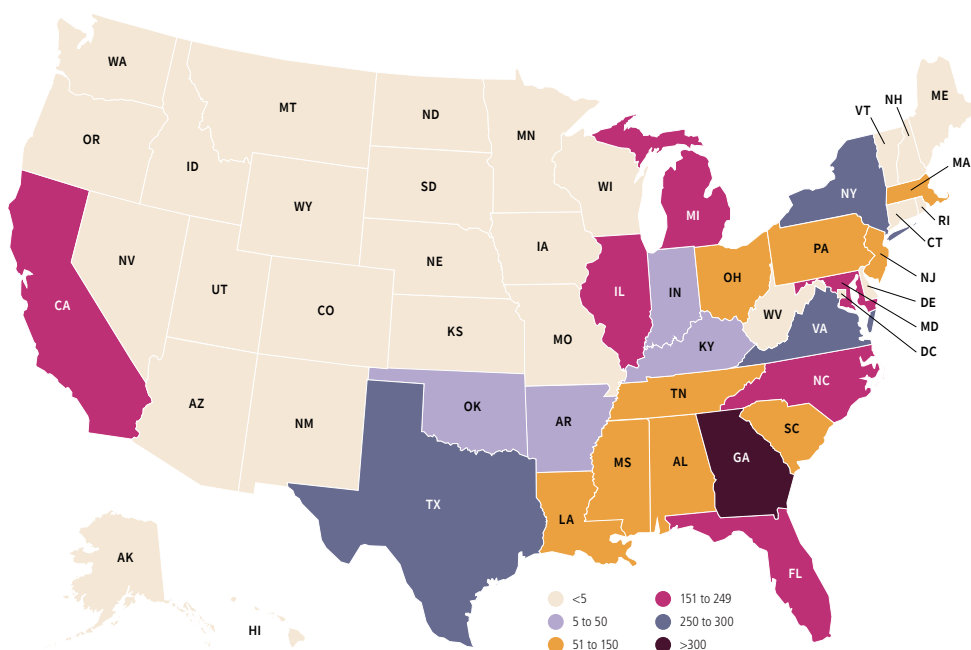 WA
MT
ND
MN
VT
NH
ME
OR
ID
SD
WI
MA
WY
MI
NY
RI
NV
NE
IA
PA
CT
UT
CO
IL
IN
OH
NJ
CA
KS
MO
WV
DE
KY
VA
MD
DC
AZ
NM
OK
AR
TN
NC
TX
MS
AL
GA
SC
LA
AK
FL
HI
<5
5 to 50
51 to 150
151 to 249
250 to 300
>300